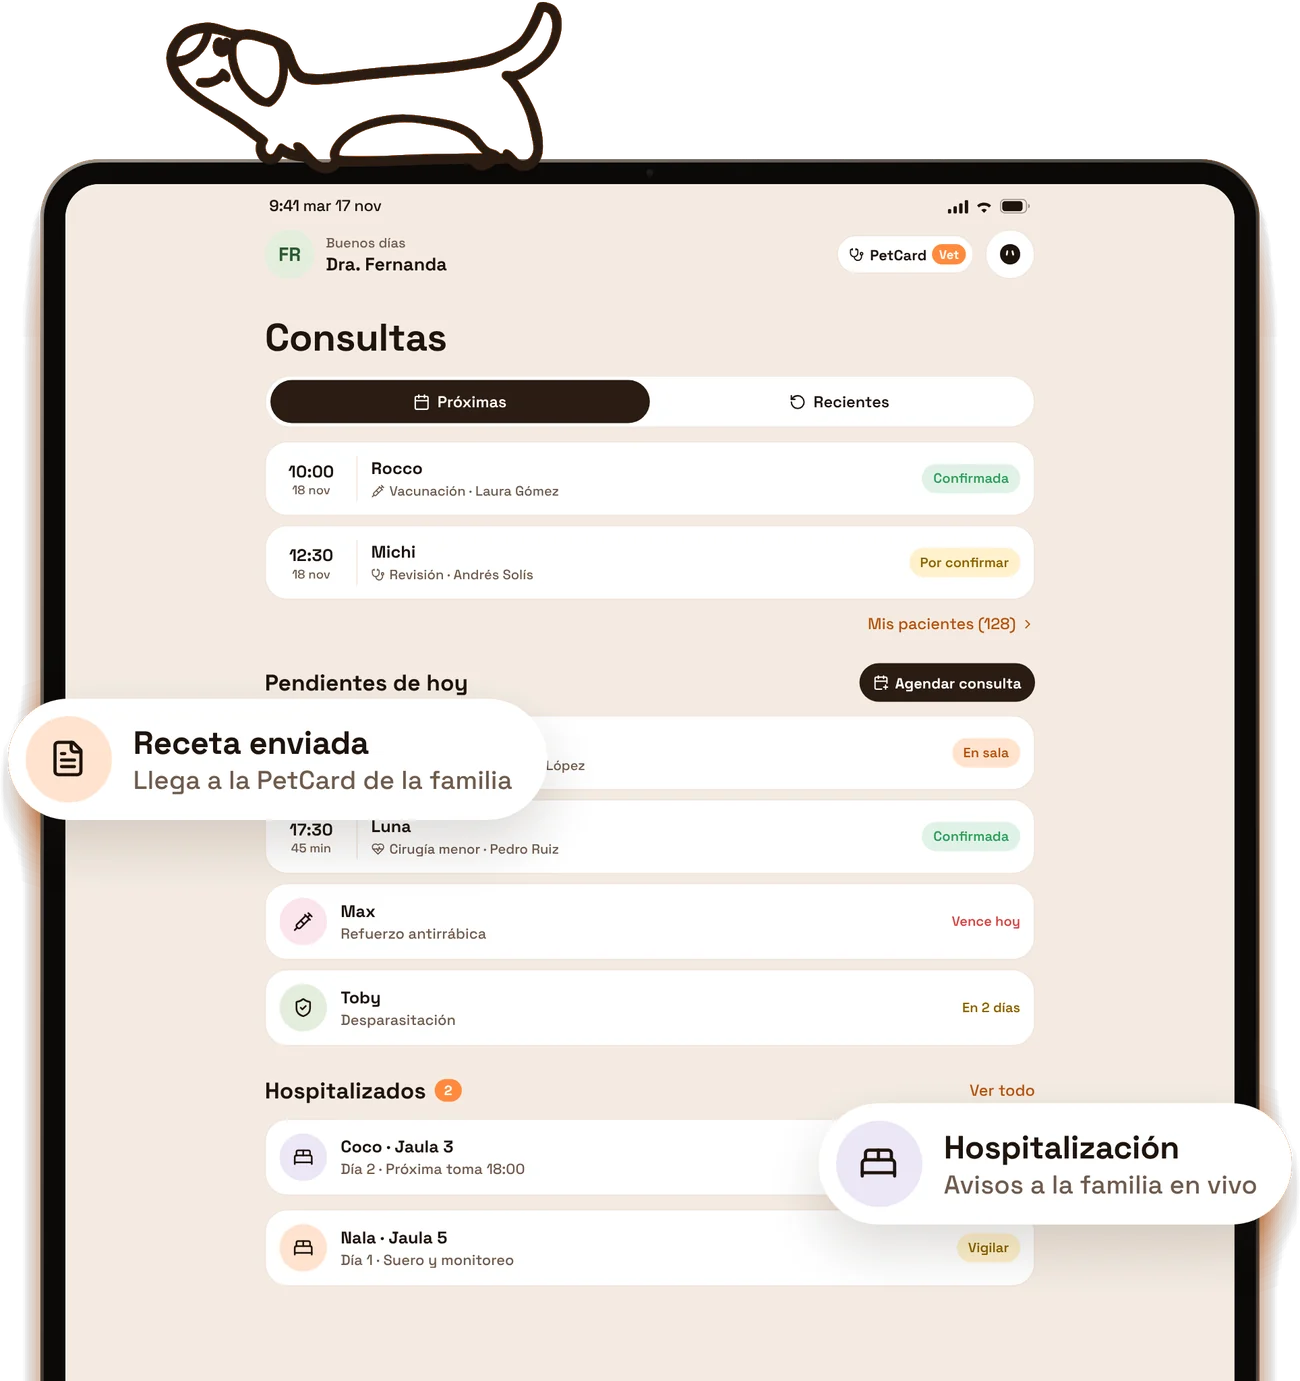 9:41 mar 17 nov
FR
Buenos días
Dra. Fernanda
PetCard Vet
Consultas
Próximas
Recientes
10:00
18 nov
Rocco
Vacunación · Laura Gómez
Confirmada
12:30
18 nov
Michi
Revisión · Andrés Solís
Por confirmar
Mis pacientes (128)
Pendientes de hoy
Agendar consulta
Receta enviada
Llega a la PetCard de la familia
López
En sala
17:30
45 min
Luna
Cirugía menor · Pedro Ruiz
Confirmada
Max
Refuerzo antirrábica
Vence hoy
Toby
Desparasitación
En 2 días
Hospitalizados 2
Ver todo
Coco · Jaula 3
Día 2 · Próxima toma 18:00
Hospitalización
Avisos a la familia en vivo
Nala · Jaula 5
Día 1 · Suero y monitoreo
Vigilar